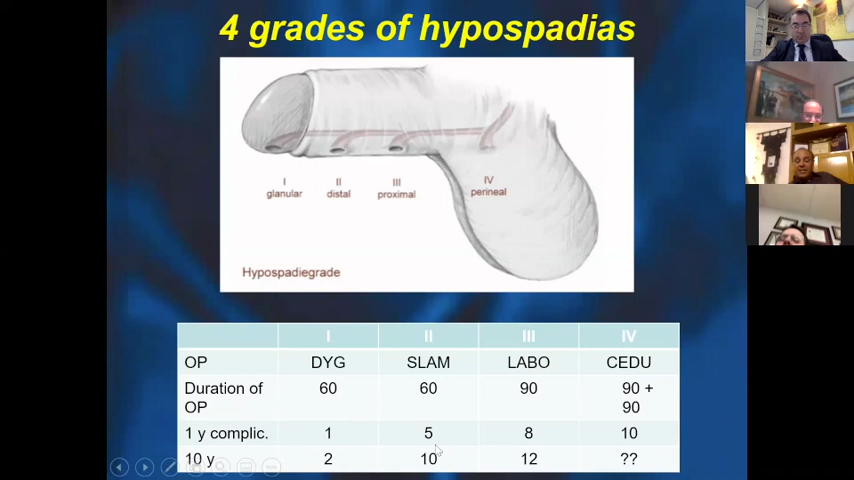 4 grades of hypospadias
I II III IV
glanular distal proximal perineal
Hypospadiegrade
I II III IV
OP DYG SLAM LABO CEDU
Duration of OP 60 60 90 90 + 90
1 y complic. 1 5 8 10
10 y 2 10 12 ??